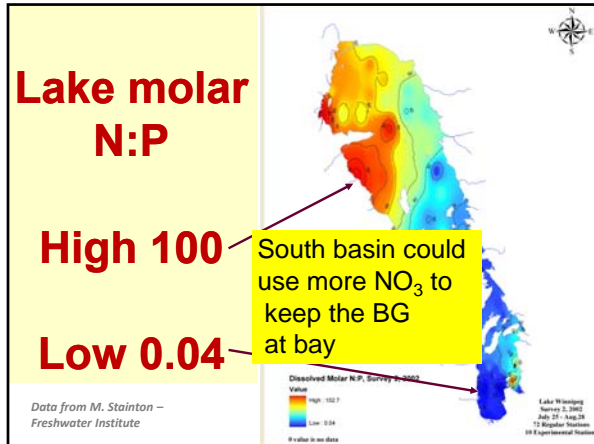 Lake molar
N:P
High 100
Low 0.04
Data from M. Stainton –
Freshwater Institute
N
W
E
S
South basin could
use more NO3 to
keep the BG
at bay
Dissolved Molar N:P, Survey 2, 2002
Value
High : 102.7
Low : 0.04
0 value is no data
Lake Winnipeg
Survey 2, 2002
July 25 - Aug.28
72 Regular Stations
10 Experimental Stations